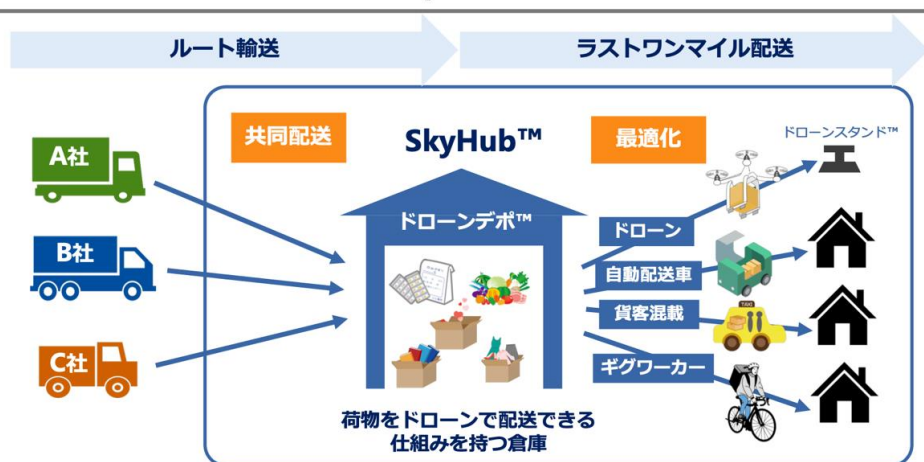 ルート輸送
ラストワンマイル配送
共同配送
SkyHub™
最適化
ドローンスタンド™
A社
B社
C社
ドローンデポ™
ドローン
自動配送車
貨客混載
ギグワーカー
TAXI
荷物をドローンで配送できる
仕組みを持つ倉庫